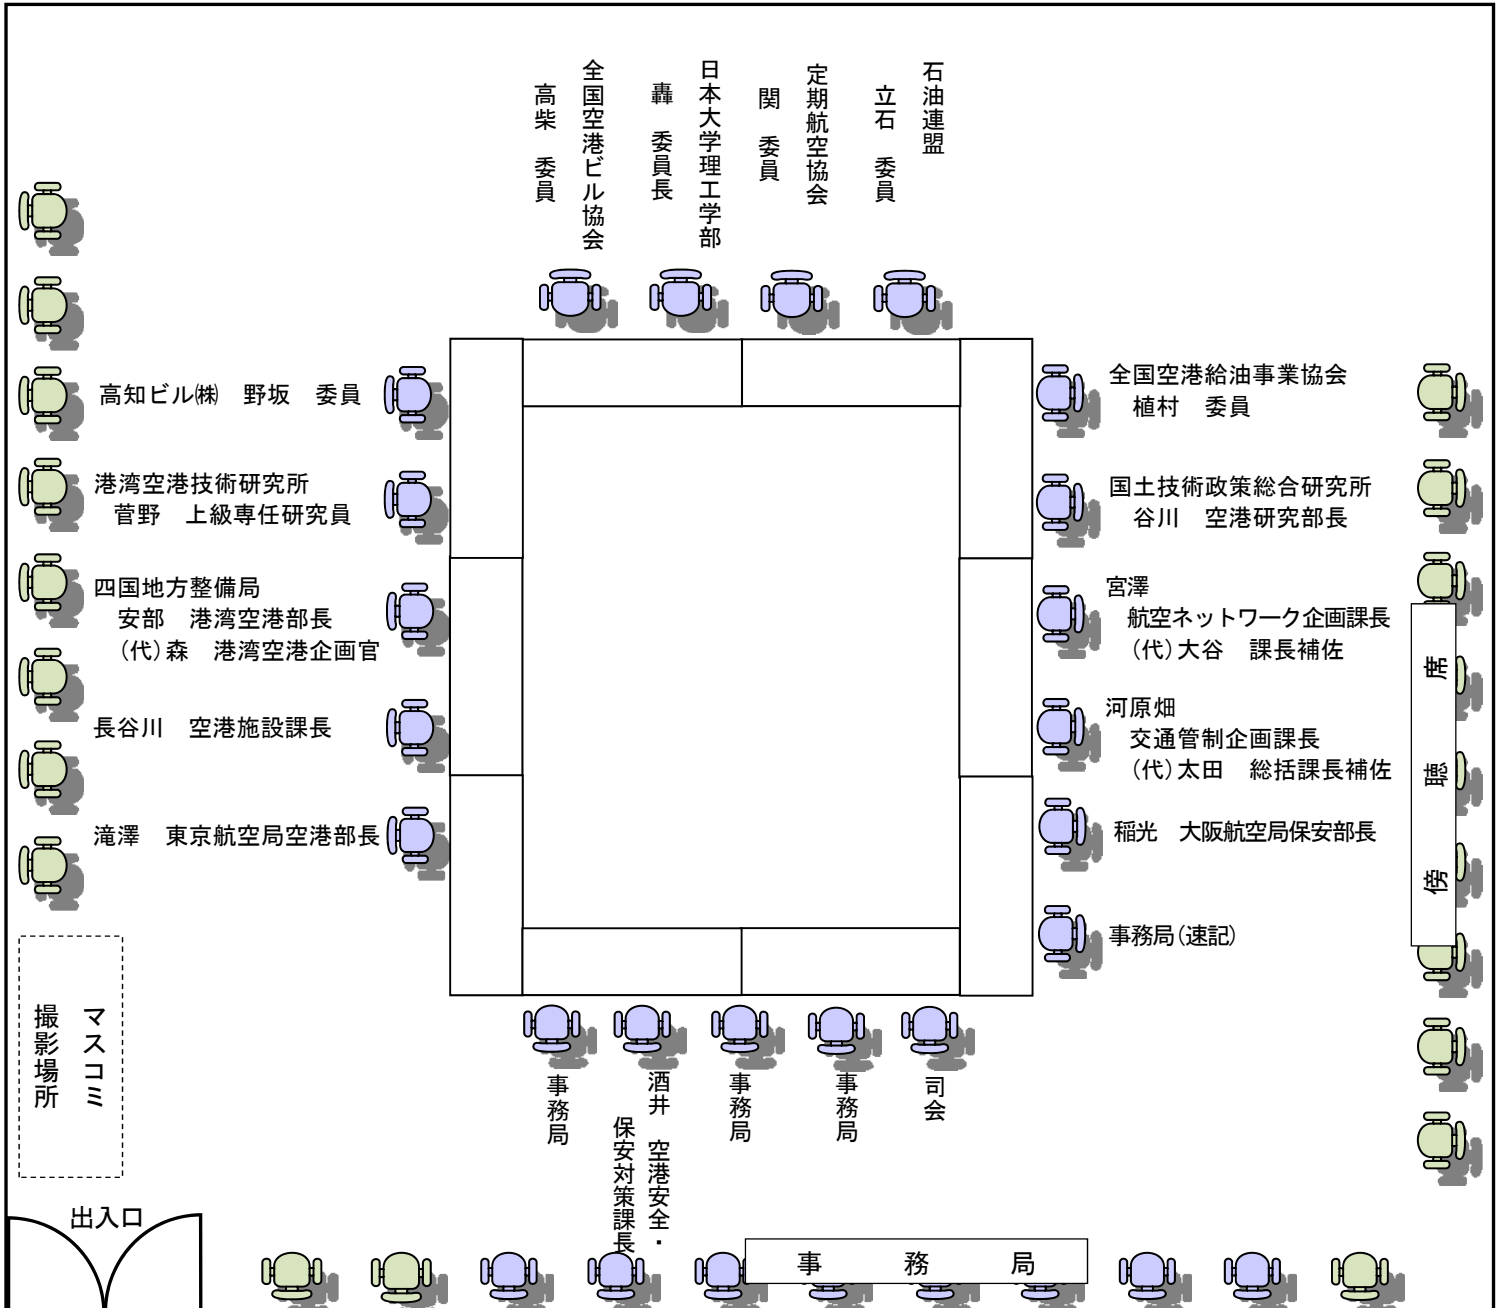 石油連盟
立石　委員
定期航空協会
関　委員
日本大学理工学部
轟　委員長
全国空港ビル協会
高柴　委員
高知ビル㈱　野坂　委員
港湾空港技術研究所
菅野　上級専任研究員
四国地方整備局
安部　港湾空港部長
(代)森　港湾空港企画官
長谷川　空港施設課長
滝澤　東京航空局空港部長
全国空港給油事業協会
植村　委員
国土技術政策総合研究所
谷川　空港研究部長
宮澤
航空ネットワーク企画課長
(代)大谷　課長補佐
河原畑
交通管制企画課長
(代)太田　総括課長補佐
稲光　大阪航空局保安部長
事務局(速記)
傍聴席
司会
事務局
事務局
酒井　空港安全・
保安対策課長
事務局
マスコミ
撮影場所
出入口
事務局